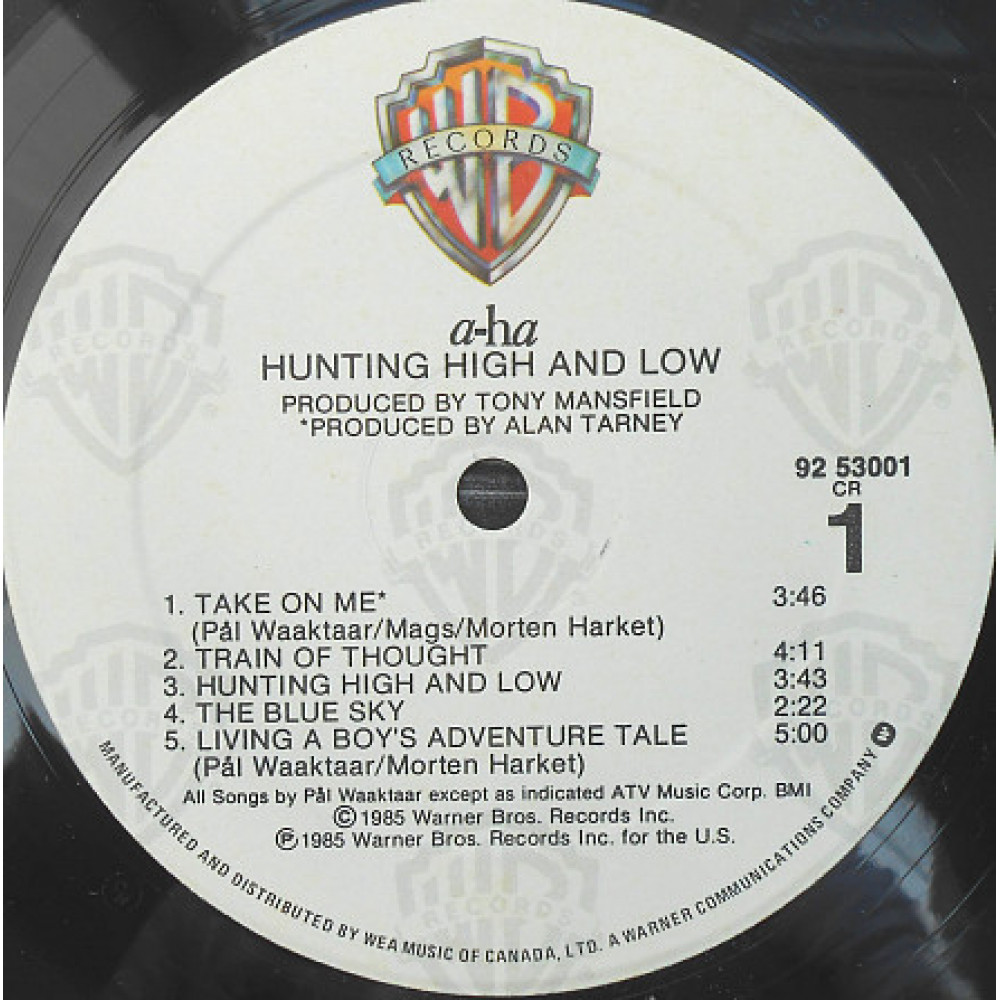 WB
RECORDS
a-ha
HUNTING HIGH AND LOW
PRODUCED BY TONY MANSFIELD
*PRODUCED BY ALAN TARNEY
92 53001
CR
1
1. TAKE ON ME* 3:46
(Pål Waaktaar/Mags/Morten Harket)
2. TRAIN OF THOUGHT 4:11
3. HUNTING HIGH AND LOW 3:43
4. THE BLUE SKY 2:22
5. LIVING A BOY'S ADVENTURE TALE 5:00
(Pål Waaktaar/Morten Harket)
All Songs by Pål Waaktaar except as indicated ATV Music Corp. BMI
©1985 Warner Bros. Records Inc.
℗1985 Warner Bros. Records Inc. for the U.S.
MANUFACTURED AND DISTRIBUTED BY WEA MUSIC OF CANADA, LTD. A WARNER COMMUNICATIONS COMPANY